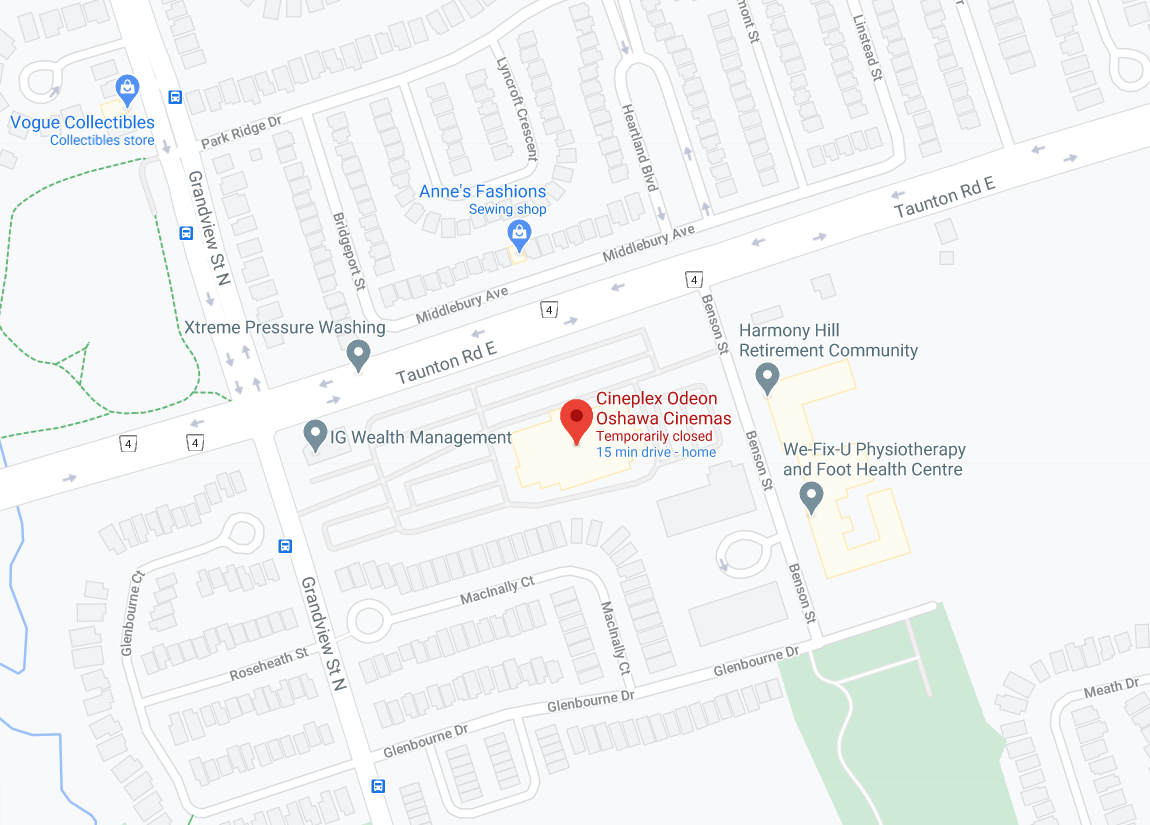 mont St
Linstead St
Lyncroft Crescent
Vogue Collectibles
Collectibles store
Park Ridge Dr
Heartland Blvd
Grandview St N
Anne's Fashions
Sewing shop
Taunton Rd E
Bridgeport St
Middlebury Ave
Middlebury Ave
4
4
Benson St
Xtreme Pressure Washing
Harmony Hill
Retirement Community
Taunton Rd E
Cineplex Odeon
Oshawa Cinemas
Temporarily closed
15 min drive - home
4
4
IG Wealth Management
Benson St
We-Fix-U Physiotherapy
and Foot Health Centre
Glenbourne Ct
MacInally Ct
Benson St
Grandview St N
MacInally Ct
Roseheath St
Glenbourne Dr
Glenbourne Dr
Glenbourne Dr
Meath Dr